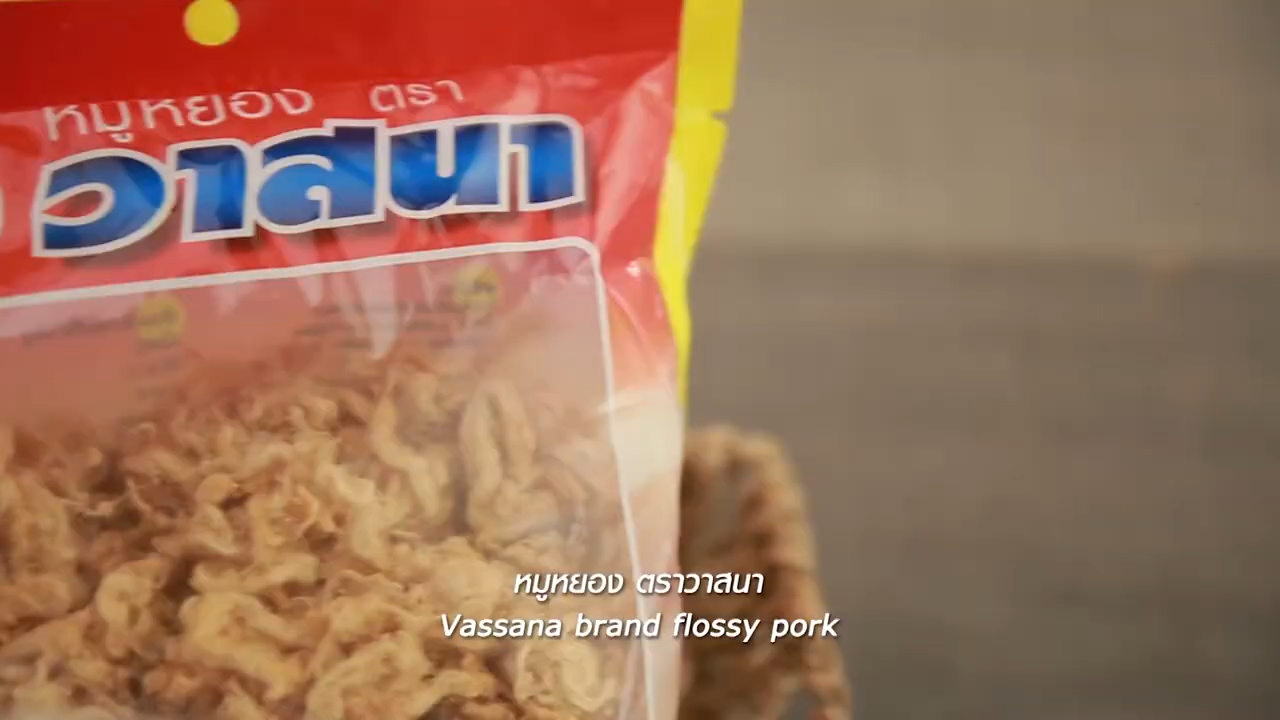 หมูหยอง ตรา
วาสนา
หมูหยอง ตราวาสนา
Vassana brand flossy pork